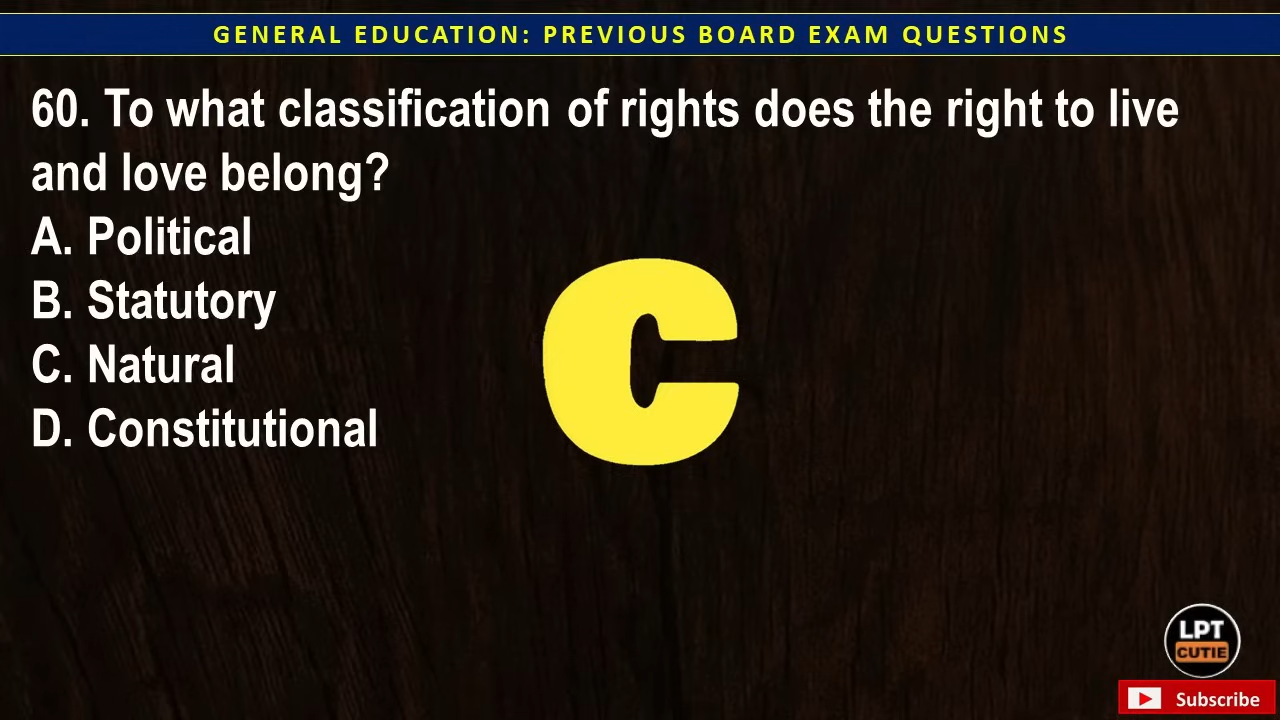 GENERAL EDUCATION: PREVIOUS BOARD EXAM QUESTIONS
60. To what classification of rights does the right to live
and love belong?
A. Political
B. Statutory
C. Natural
D. Constitutional
C
LPT
CUTIE
Subscribe